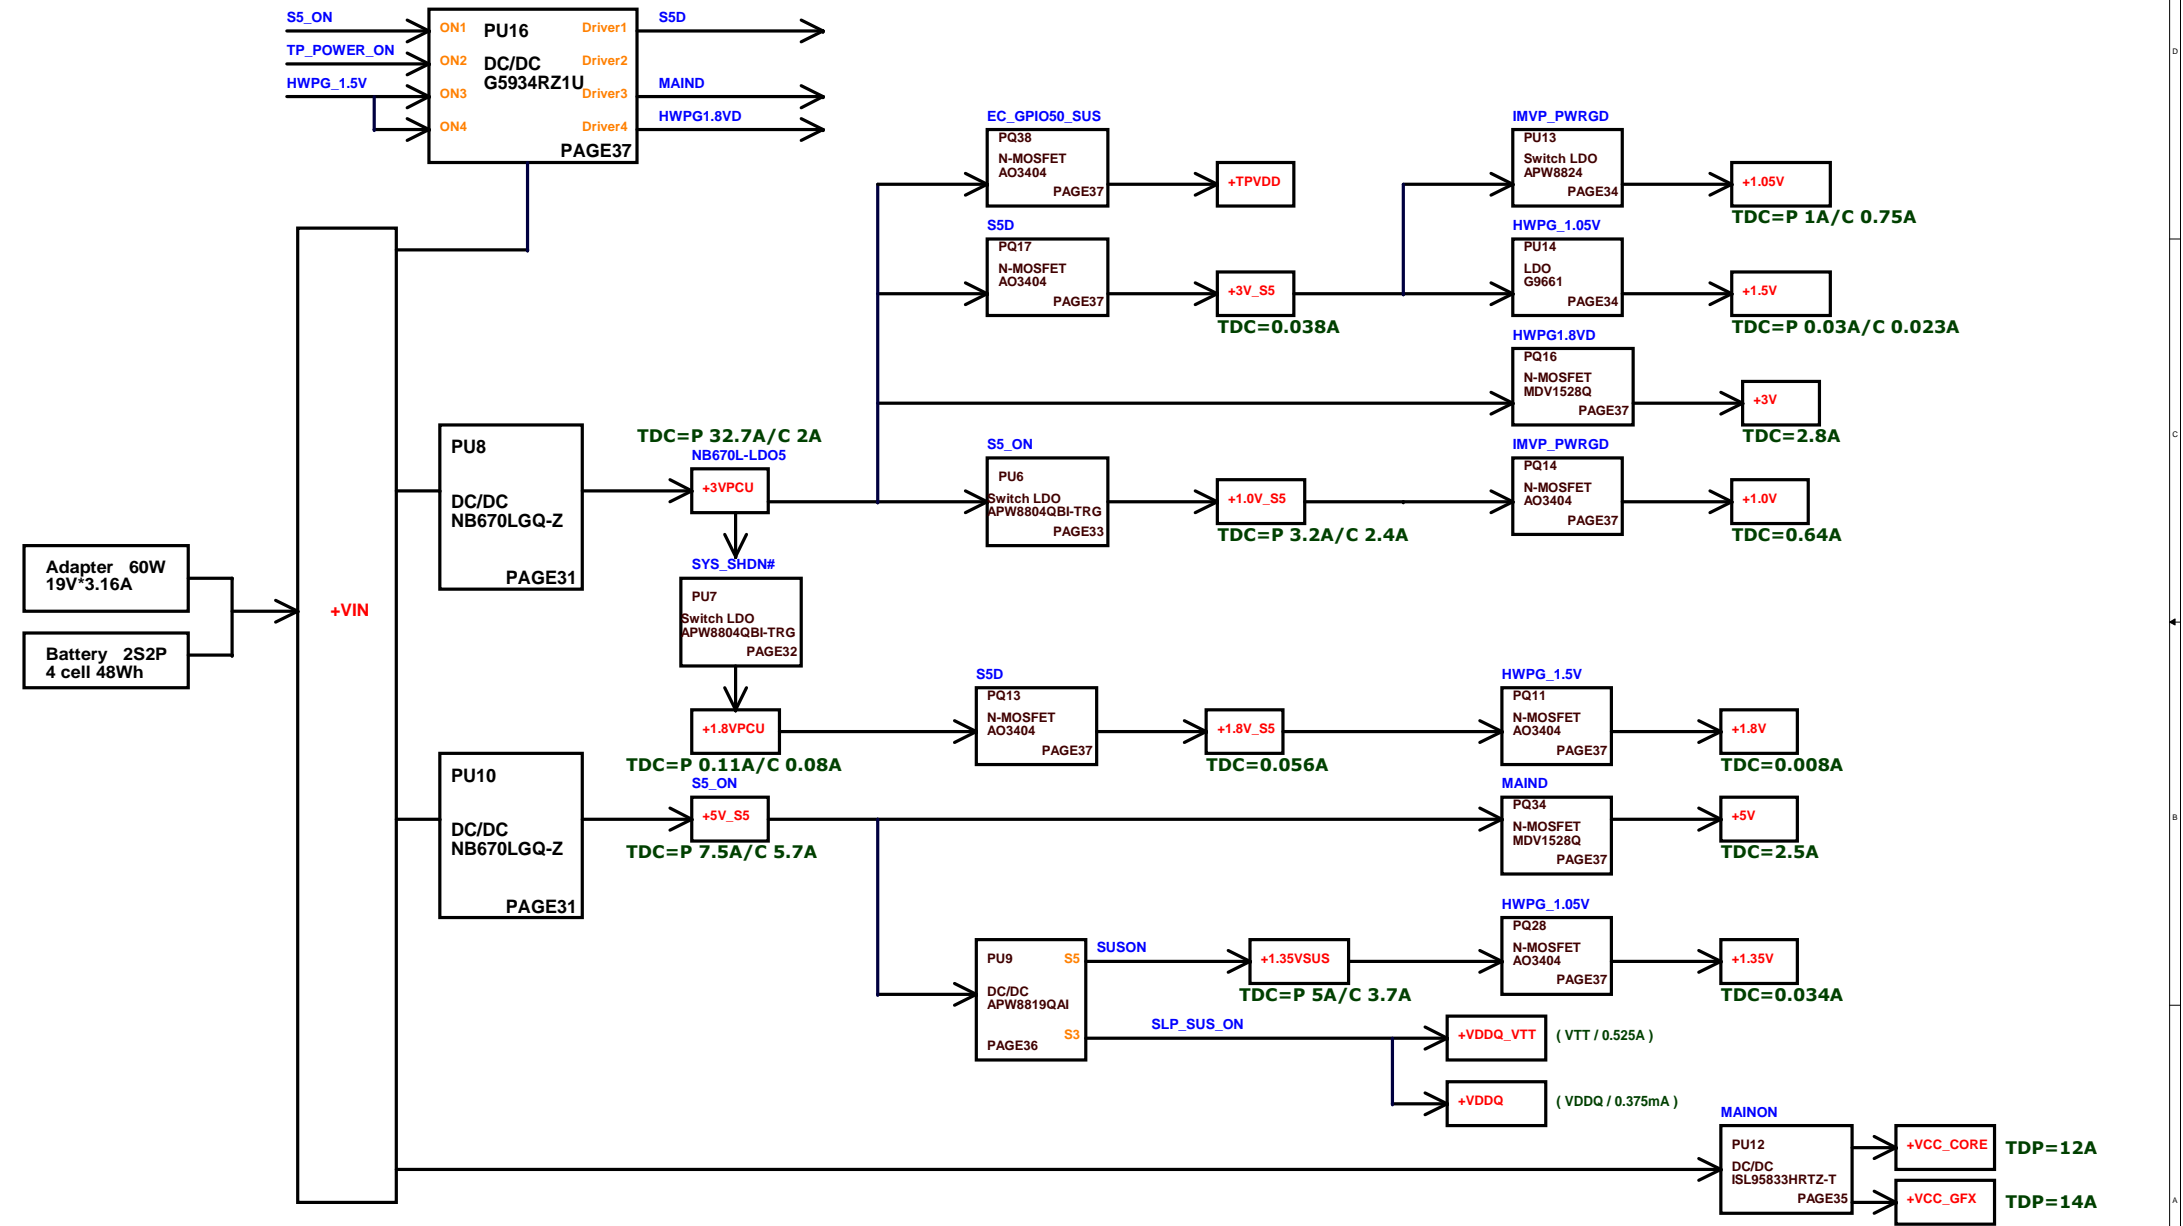 S5_ON
TP_POWER_ON
HWPG_1.5V
ON1
ON2
ON3
ON4
PU16
DC/DC
G5934RZ1U
Driver1
Driver2
Driver3
Driver4
PAGE37
S5D
MAIND
HWPG1.8VD
EC_GPIO50_SUS
PQ38
N-MOSFET
AO3404
PAGE37
+TPVDD
IMVP_PWRGD
PU13
Switch LDO
APW8824
PAGE34
+1.05V
TDC=P 1A/C 0.75A
S5D
PQ17
N-MOSFET
AO3404
PAGE37
+3V_S5
TDC=0.038A
HWPG_1.05V
PU14
LDO
G9661
PAGE34
+1.5V
TDC=P 0.03A/C 0.023A
HWPG1.8VD
PQ16
N-MOSFET
MDV1528Q
PAGE37
+3V
TDC=2.8A
PU8
DC/DC
NB670LGQ-Z
PAGE31
TDC=P 32.7A/C 2A
NB670L-LDO5
+3VPCU
S5_ON
PU6
Switch LDO
APW8804QBI-TRG
PAGE33
+1.0V_S5
TDC=P 3.2A/C 2.4A
IMVP_PWRGD
PQ14
N-MOSFET
AO3404
PAGE37
+1.0V
TDC=0.64A
Adapter 60W
19V*3.16A
Battery 2S2P
4 cell 48Wh
+VIN
SYS_SHDN#
PU7
Switch LDO
APW8804QBI-TRG
PAGE32
+1.8VPCU
TDC=P 0.11A/C 0.08A
S5D
PQ13
N-MOSFET
AO3404
PAGE37
+1.8V_S5
TDC=0.056A
HWPG_1.5V
PQ11
N-MOSFET
AO3404
PAGE37
+1.8V
TDC=0.008A
PU10
DC/DC
NB670LGQ-Z
PAGE31
S5_ON
+5V_S5
TDC=P 7.5A/C 5.7A
MAIND
PQ34
N-MOSFET
MDV1528Q
PAGE37
+5V
TDC=2.5A
PU9
DC/DC
APW8819QAI
PAGE36
S5
S3
SUSON
+1.35VSUS
TDC=P 5A/C 3.7A
HWPG_1.05V
PQ28
N-MOSFET
AO3404
PAGE37
+1.35V
TDC=0.034A
SLP_SUS_ON
+VDDQ_VTT
( VTT / 0.525A )
+VDDQ
( VDDQ / 0.375mA )
MAINON
PU12
DC/DC
ISL95833HRTZ-T
PAGE35
+VCC_CORE
TDP=12A
+VCC_GFX
TDP=14A
D
C
B
A